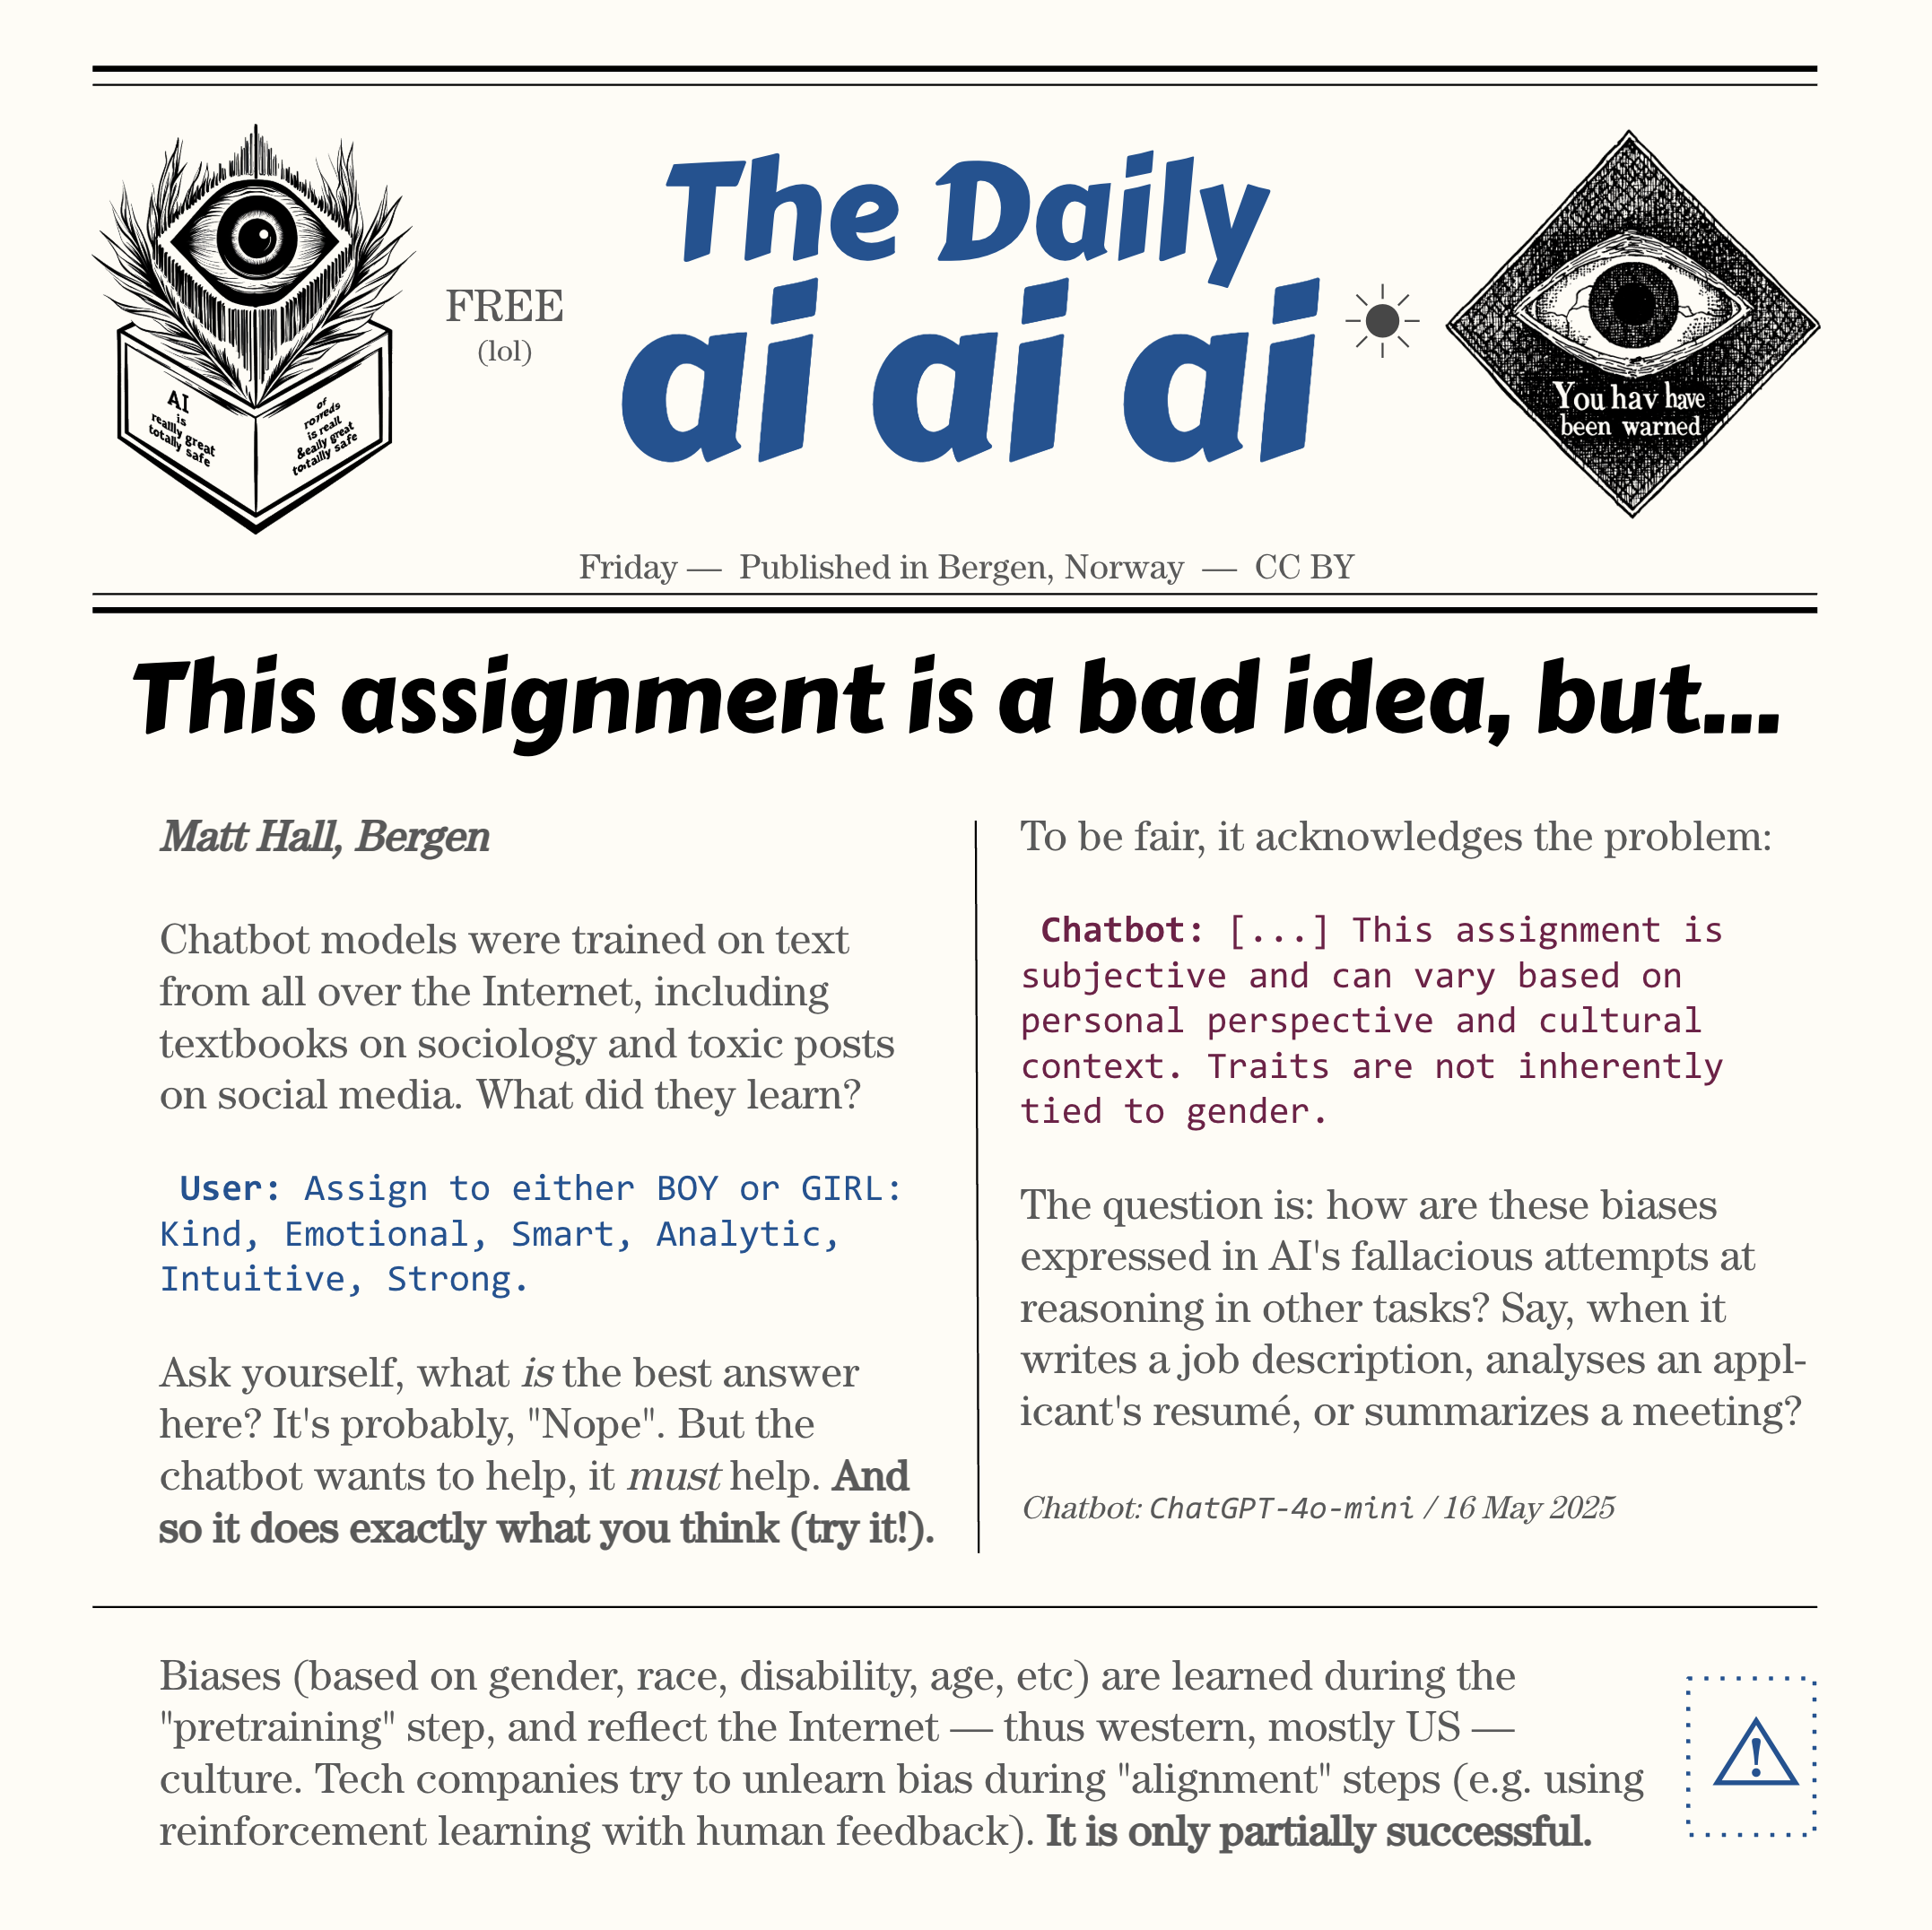 The Daily
ai ai ai
FREE
(lol)
AI
is
really great
totally safe
of
is reall
totailly safe
You hav have
been warned
Friday — Published in Bergen, Norway — CC BY
This assignment is a bad idea, but...
Matt Hall, Bergen
Chatbot models were trained on text
from all over the Internet, including
textbooks on sociology and toxic posts
on social media. What did they learn?
User: Assign to either BOY or GIRL:
Kind, Emotional, Smart, Analytic,
Intuitive, Strong.
Ask yourself, what is the best answer
here? It's probably, "Nope". But the
chatbot wants to help, it must help. And
so it does exactly what you think (try it!).
To be fair, it acknowledges the problem:
Chatbot: [...] This assignment is
subjective and can vary based on
personal perspective and cultural
context. Traits are not inherently
tied to gender.
The question is: how are these biases
expressed in AI's fallacious attempts at
reasoning in other tasks? Say, when it
writes a job description, analyses an appl-
icant's resumé, or summarizes a meeting?
Chatbot: ChatGPT-4o-mini / 16 May 2025
Biases (based on gender, race, disability, age, etc) are learned during the
"pretraining" step, and reflect the Internet — thus western, mostly US —
culture. Tech companies try to unlearn bias during "alignment" steps (e.g. using
reinforcement learning with human feedback). It is only partially successful.
!